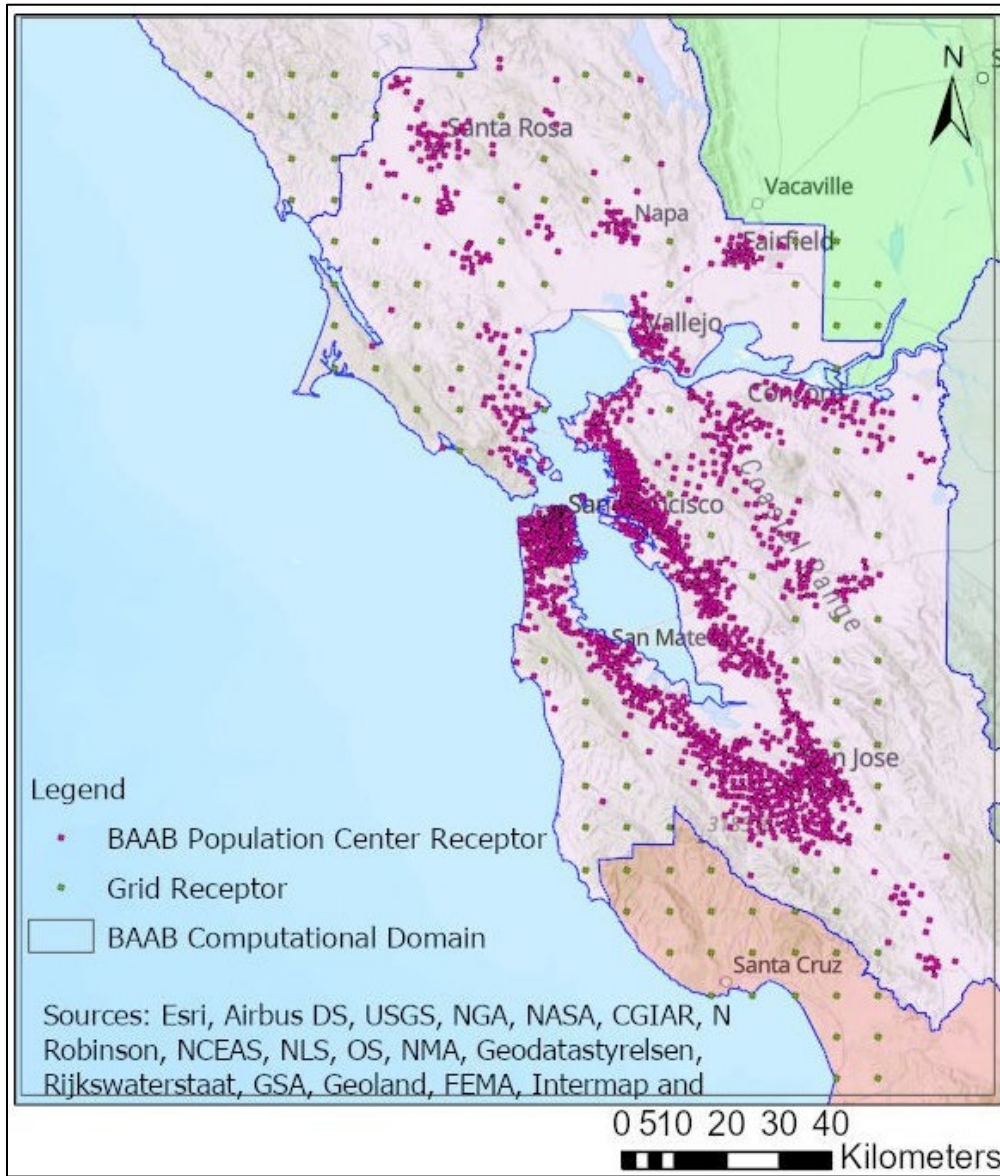 N
S
Santa Rosa
Vacaville
Napa
Fairfield
Vallejo
Concord
San Francisco
Coastal Range
San Mateo
San Jose
Legend
BAAB Population Center Receptor
Grid Receptor
BAAB Computational Domain
Santa Cruz
Sources: Esri, Airbus DS, USGS, NGA, NASA, CGIAR, N
Robinson, NCEAS, NLS, OS, NMA, Geodatastyrelsen,
Rijkswaterstaat, GSA, Geoland, FEMA, Intermap and
0 5 10 20 30 40
Kilometers